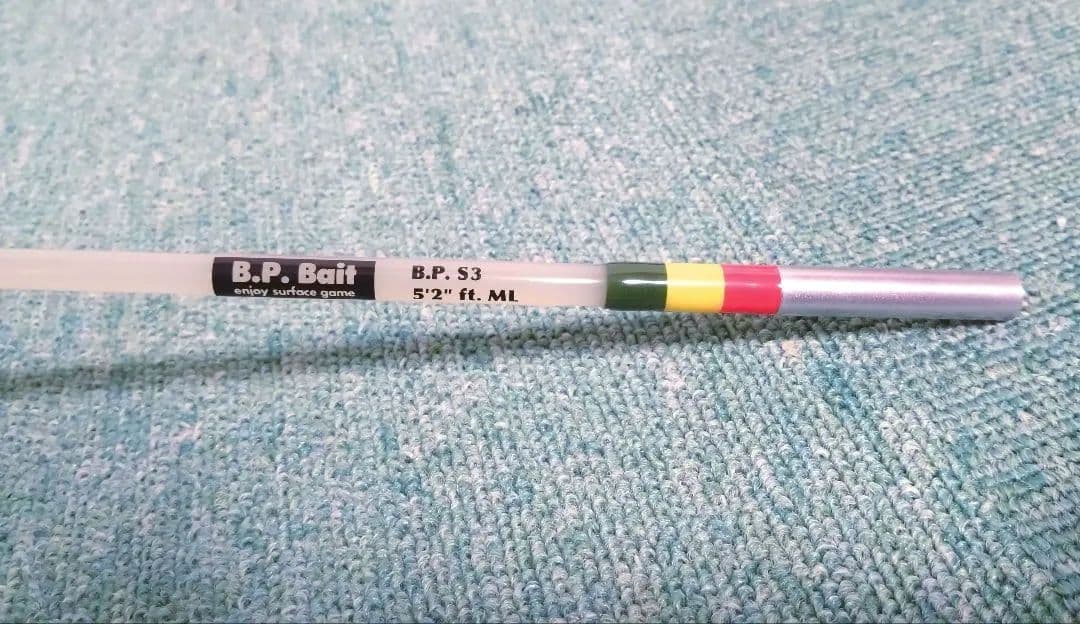 B.P. Bait
enjoy surface game
B.P. S3
5'2" ft. ML